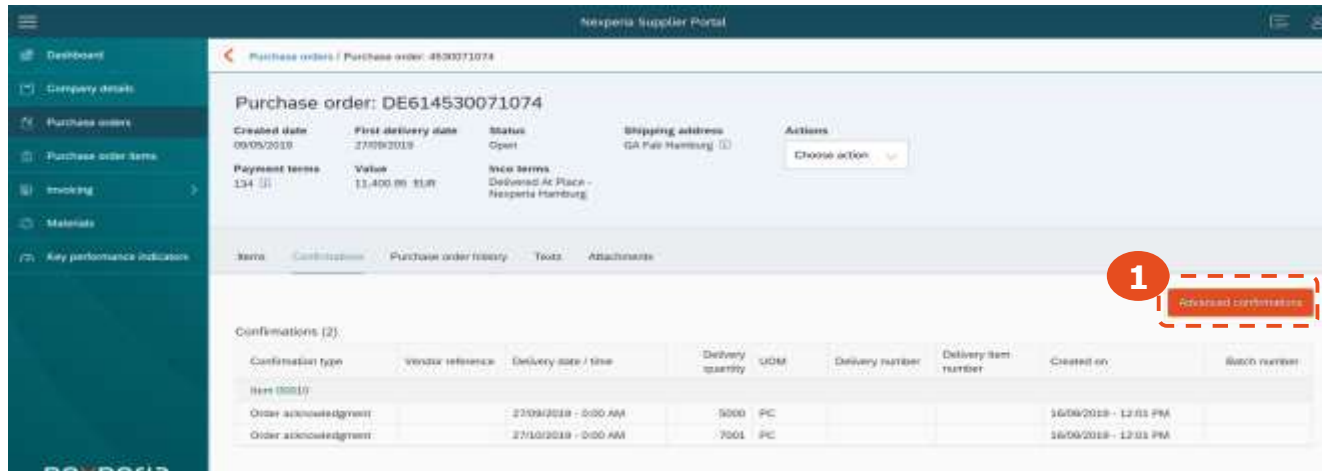 Nexperia Supplier Portal
Dashboard
Purchase orders / Purchase order: 4530071074
Company details
Purchase order: DE614530071074
Purchase orders
Created date First delivery date Status Shipping address Actions
09/05/2019 27/09/2019 Open GA Pab Hamburg
Choose action
Purchase order items
Payment terms Value Inco terms
134 11,400.95 EUR Delivered At Place -
Nexperia Hamburg
Invoicing
Materials
Key performance indicators
Items Confirmations Purchase order history Texts Attachments
1
Advanced confirmations
Confirmations (2)
Confirmation type Vendor reference Delivery date / time Delivery quantity UOM Delivery number Delivery item number Created on Batch number
Item 00010
Order acknowledgment 27/09/2019 - 0:00 AM 5000 PC 16/09/2019 - 12:01 PM
Order acknowledgment 27/10/2019 - 0:00 AM 7001 PC 16/09/2019 - 12:01 PM
nexperia